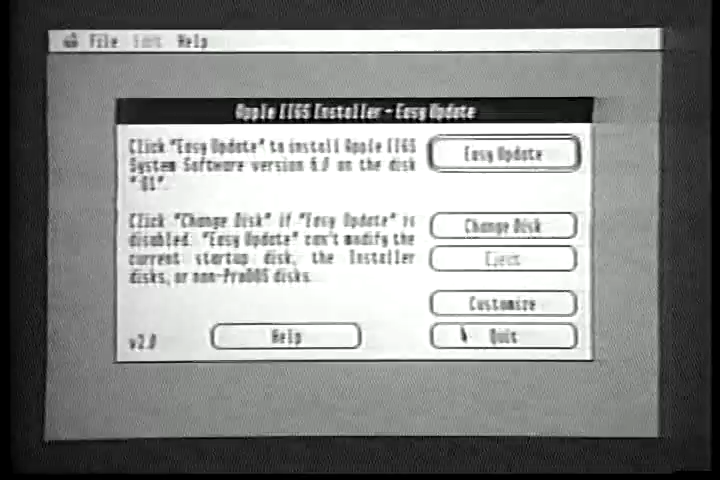 File Edit Help
Apple IIGS Installer - Easy Update
Click "Easy Update" to install Apple IIGS
System Software version 6.0 on the disk
Easy Update
Click "Change Disk" if "Easy Update" is
disabled. "Easy Update" can't modify the
current startup disk, the Installer
disks, or non-ProDOS disks.
Change Disk
Eject
Customize
v2.0
Help
Quit